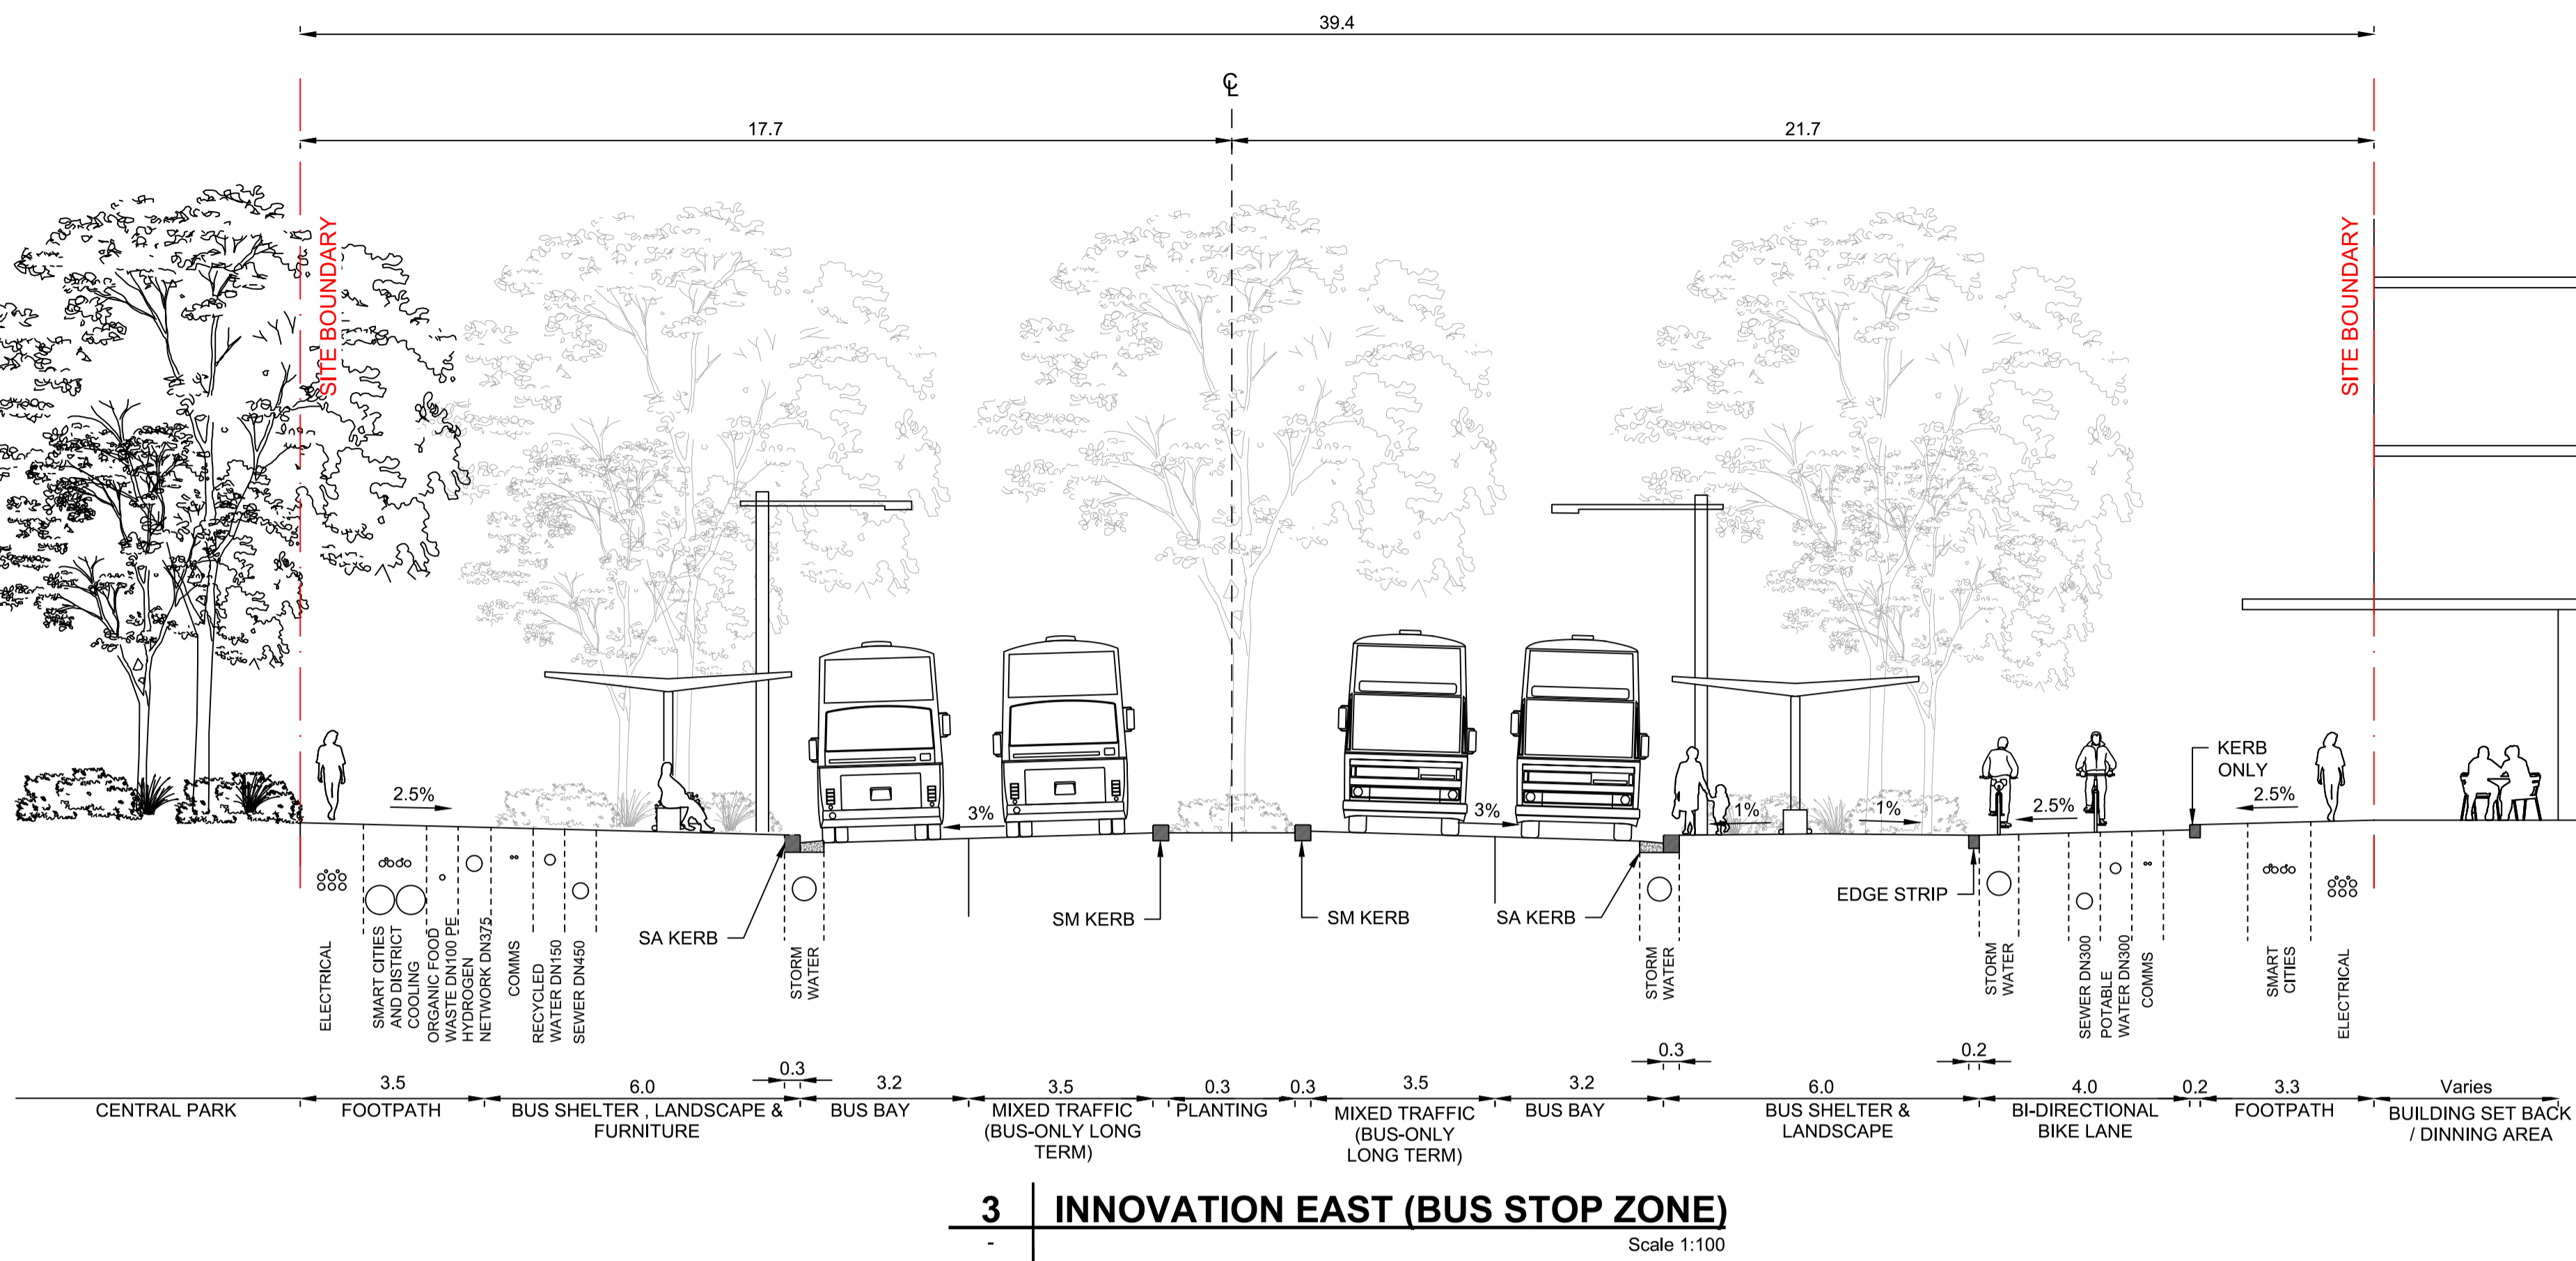 39.4
℄
17.7
21.7
SITE BOUNDARY
SITE BOUNDARY
2.5%
3%
3%
1%
1%
2.5%
2.5%
KERB
ONLY
SA KERB
SM KERB
SM KERB
SA KERB
EDGE STRIP
ELECTRICAL
SMART CITIES
AND DISTRICT
COOLING
ORGANIC FOOD
WASTE DN100 PE
HYDROGEN
NETWORK DN375
COMMS
RECYCLED
WATER DN150
SEWER DN450
STORM
WATER
STORM
WATER
STORM
WATER
SEWER DN300
POTABLE
WATER DN300
COMMS
SMART
CITIES
ELECTRICAL
3.5
6.0
0.3
3.2
3.5
0.3
0.3
3.5
3.2
0.3
6.0
0.2
4.0
0.2
3.3
Varies
CENTRAL PARK
FOOTPATH
BUS SHELTER , LANDSCAPE &
FURNITURE
BUS BAY
MIXED TRAFFIC
(BUS-ONLY LONG
TERM)
PLANTING
MIXED TRAFFIC
(BUS-ONLY
LONG TERM)
BUS BAY
BUS SHELTER &
LANDSCAPE
BI-DIRECTIONAL
BIKE LANE
FOOTPATH
BUILDING SET BACK
/ DINNING AREA
3
-
INNOVATION EAST (BUS STOP ZONE)
Scale 1:100